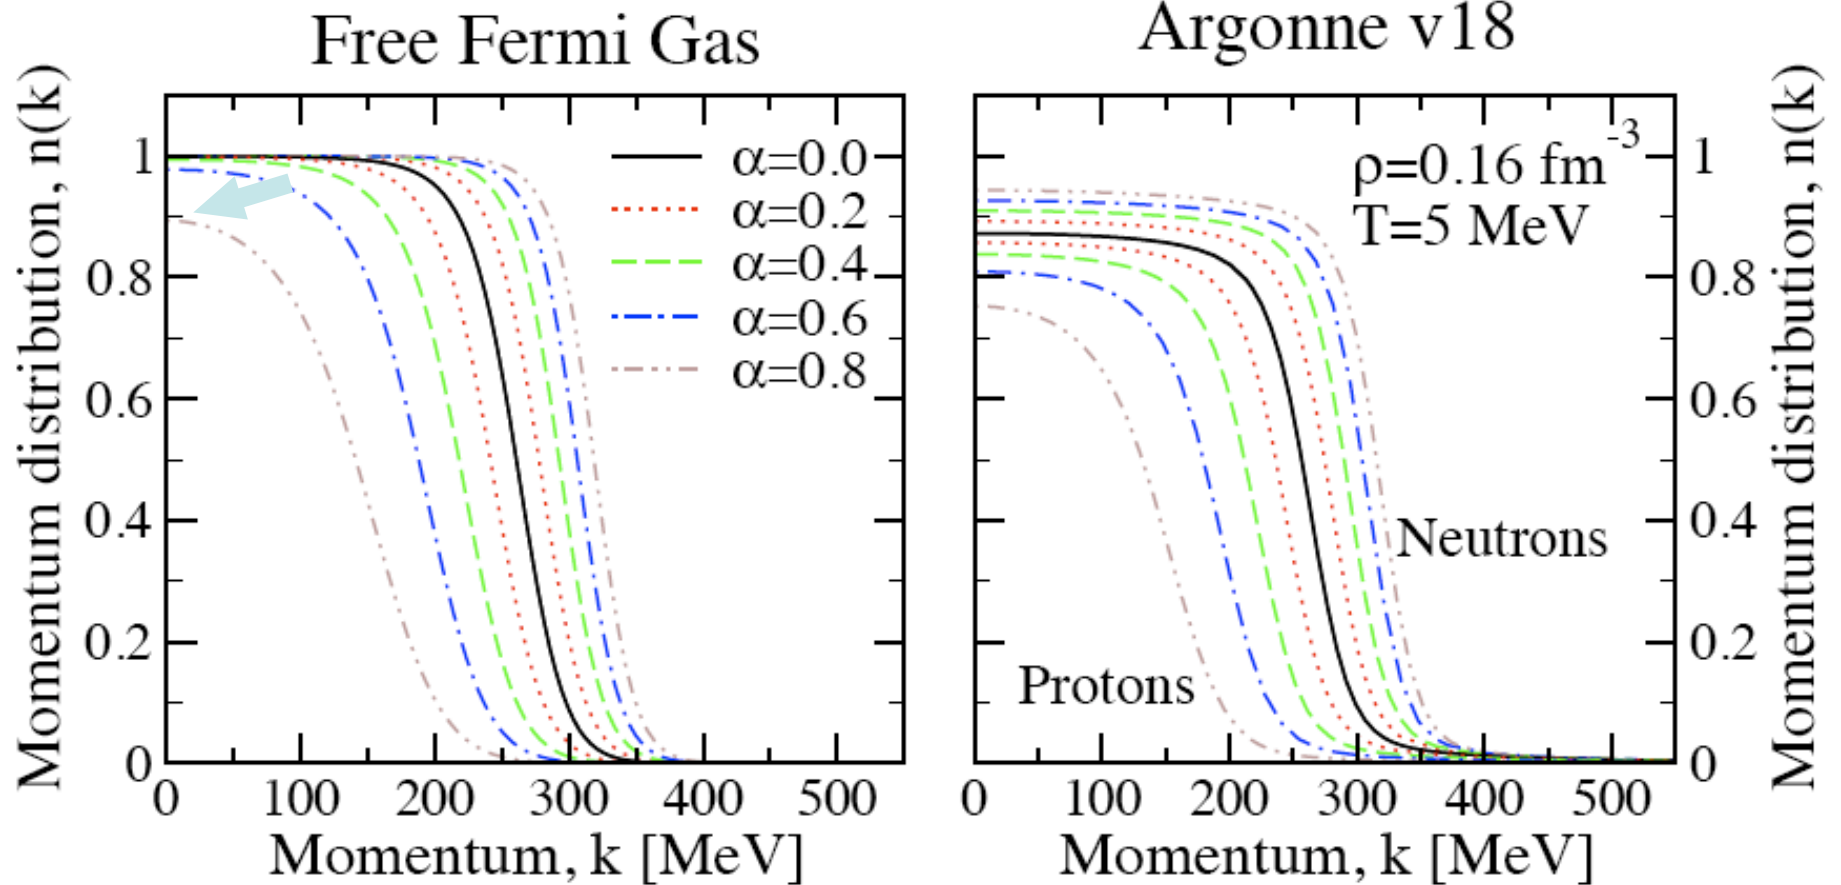 Free Fermi Gas
Momentum distribution, n(k)
1
0.8
0.6
0.4
0.2
0
0 100 200 300 400 500
Momentum, k [MeV]
α=0.0
α=0.2
α=0.4
α=0.6
α=0.8
Argonne v18
ρ=0.16 fm-3
T=5 MeV
Neutrons
Protons
1
0.8
0.6
0.4
0.2
0
0 100 200 300 400 500
Momentum, k [MeV]
Momentum distribution, n(k)